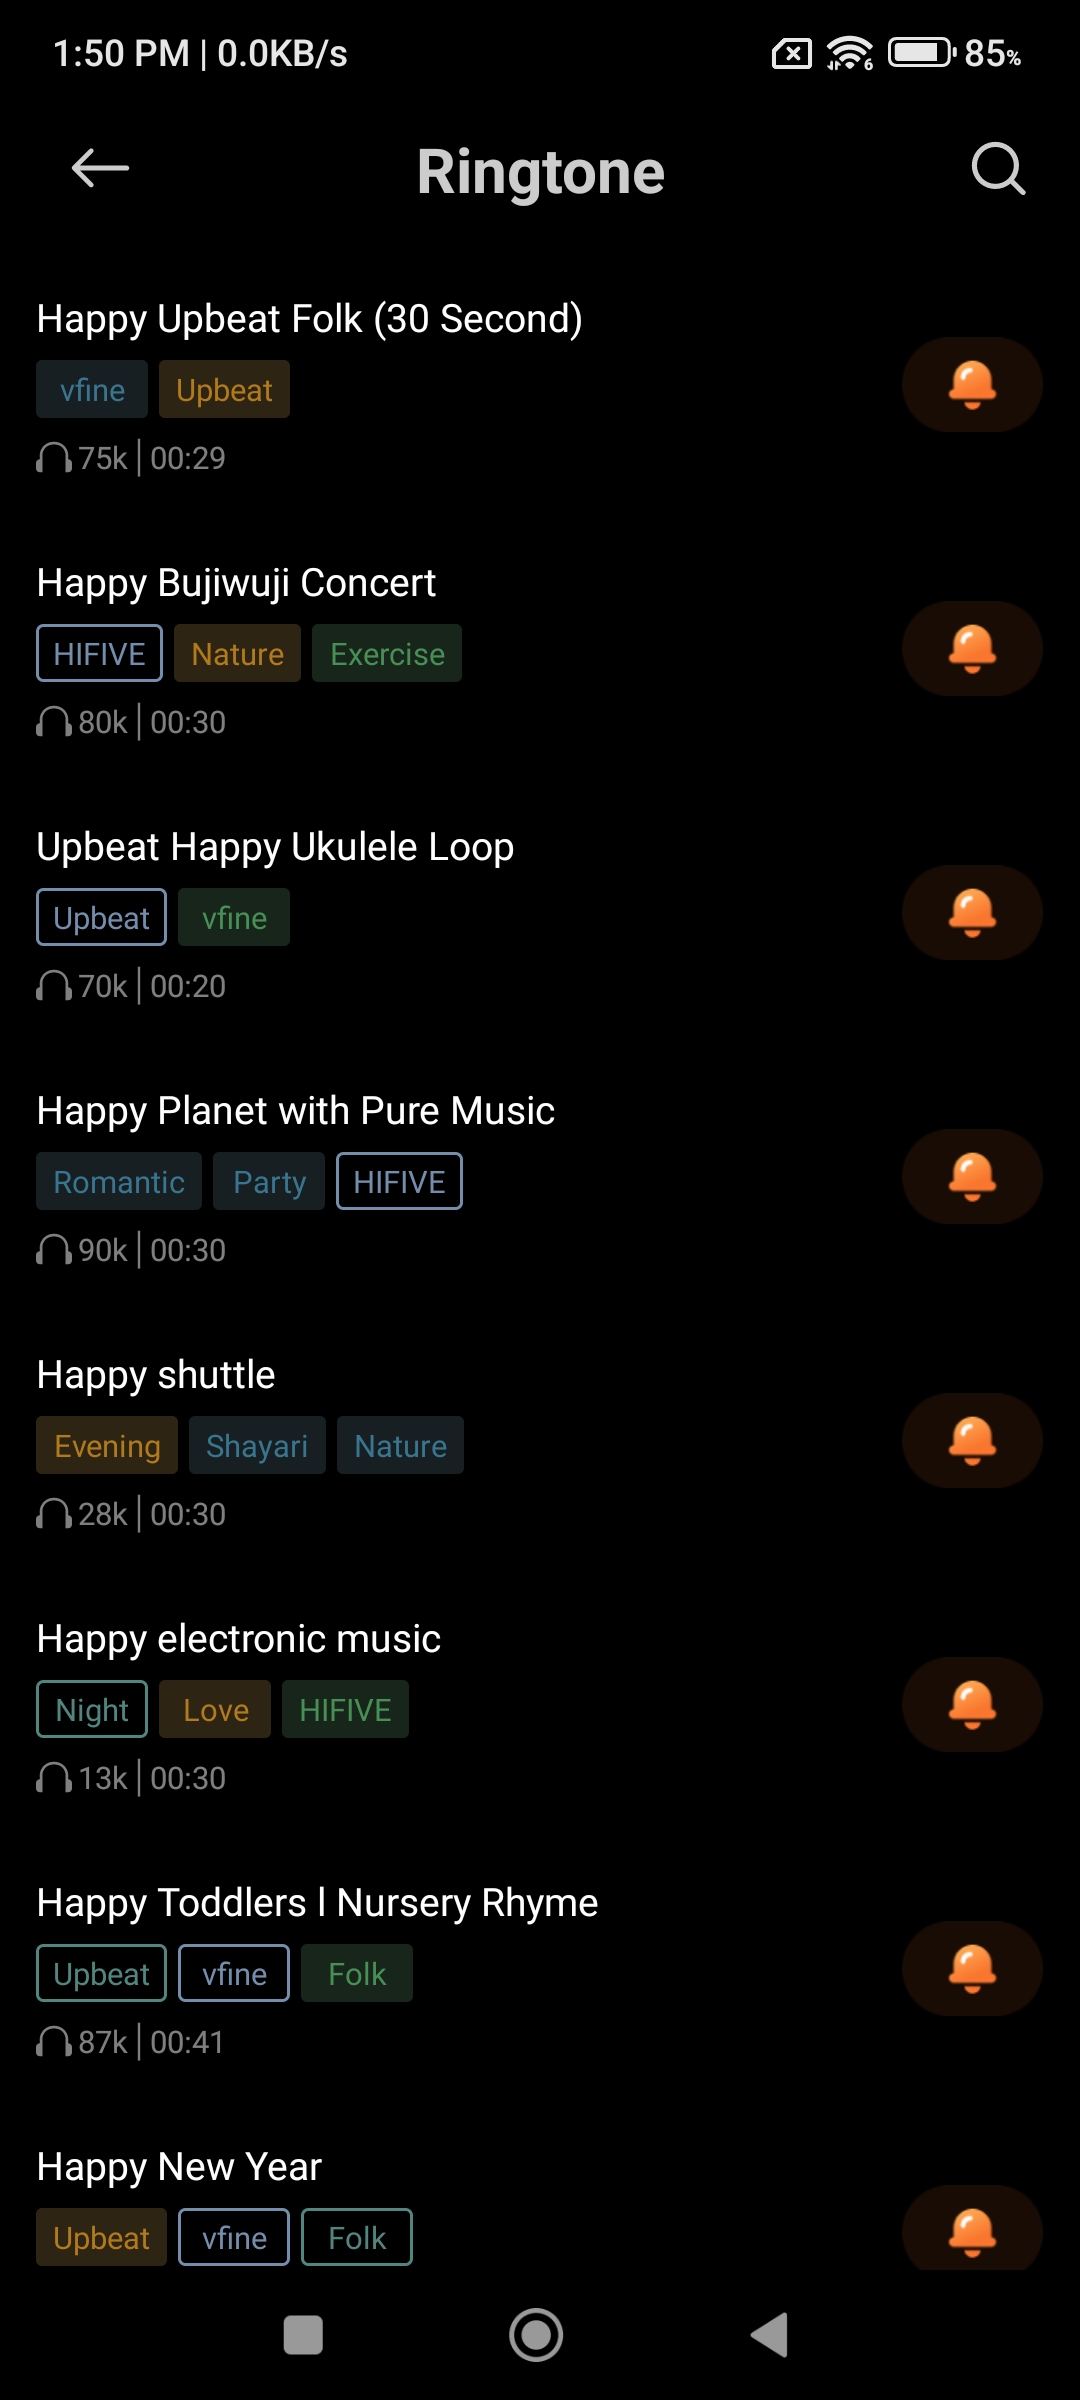 1:50 PM | 0.0KB/s 6 85%
Ringtone
Happy Upbeat Folk (30 Second)
vfine Upbeat
75k | 00:29
Happy Bujiwuji Concert
HIFIVE Nature Exercise
80k | 00:30
Upbeat Happy Ukulele Loop
Upbeat vfine
70k | 00:20
Happy Planet with Pure Music
Romantic Party HIFIVE
90k | 00:30
Happy shuttle
Evening Shayari Nature
28k | 00:30
Happy electronic music
Night Love HIFIVE
13k | 00:30
Happy Toddlers l Nursery Rhyme
Upbeat vfine Folk
87k | 00:41
Happy New Year
Upbeat vfine Folk